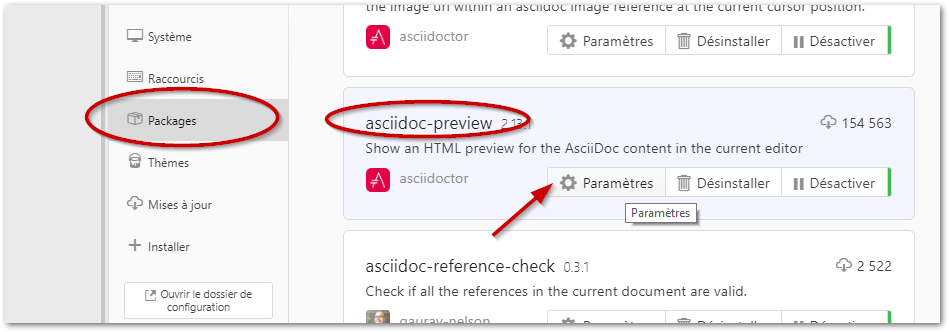 Système
Raccourcis
Packages
Thèmes
Mises à jour
Installer
Ouvrir le dossier de
configuration
the image url within an asciidoc image reference at the current cursor position.
asciidoctor
Paramètres Désinstaller Désactiver
asciidoc-preview 2.13.1 154 563
Show an HTML preview for the AsciiDoc content in the current editor
asciidoctor
Paramètres Désinstaller Désactiver
Paramètres
asciidoc-reference-check 0.3.1 2 522
Check if all the references in the current document are valid.
gaurav-nelson